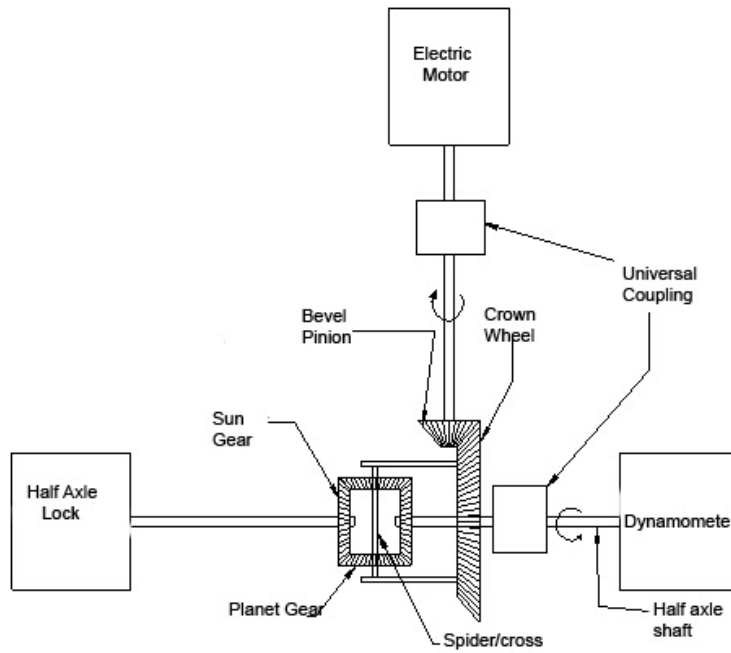 Electric
Motor
Universal
Coupling
Bevel
Pinion
Crown
Wheel
Sun
Gear
Half Axle
Lock
Dynamomete
Planet Gear
Spider/cross
Half axle
shaft